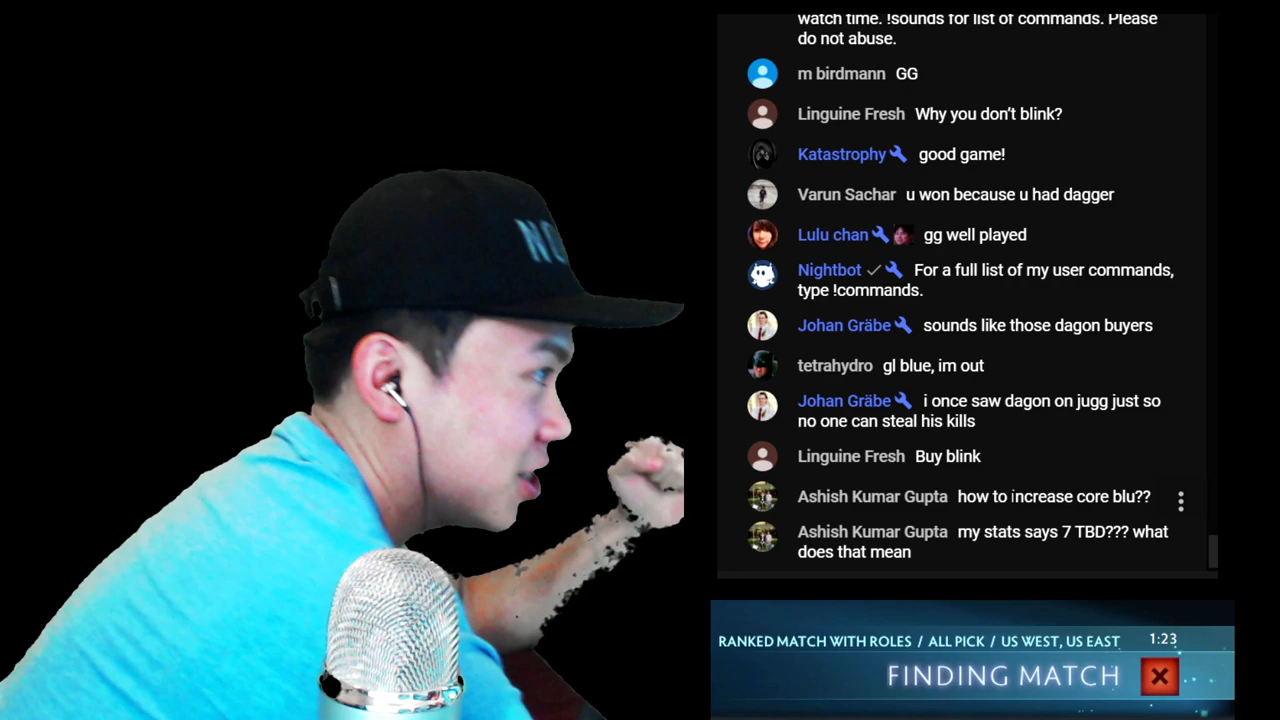 watch time. !sounds for list of commands. Please
do not abuse.
m birdmann GG
Linguine Fresh Why you don't blink?
Katastrophy good game!
Varun Sachar u won because u had dagger
Lulu chan gg well played
Nightbot For a full list of my user commands,
type !commands.
Johan Gräbe sounds like those dagon buyers
tetrahydro gl blue, im out
Johan Gräbe i once saw dagon on jugg just so
no one can steal his kills
Linguine Fresh Buy blink
Ashish Kumar Gupta how to increase core blu??
Ashish Kumar Gupta my stats says 7 TBD??? what
does that mean
RANKED MATCH WITH ROLES / ALL PICK / US WEST, US EAST 1:23
FINDING MATCH